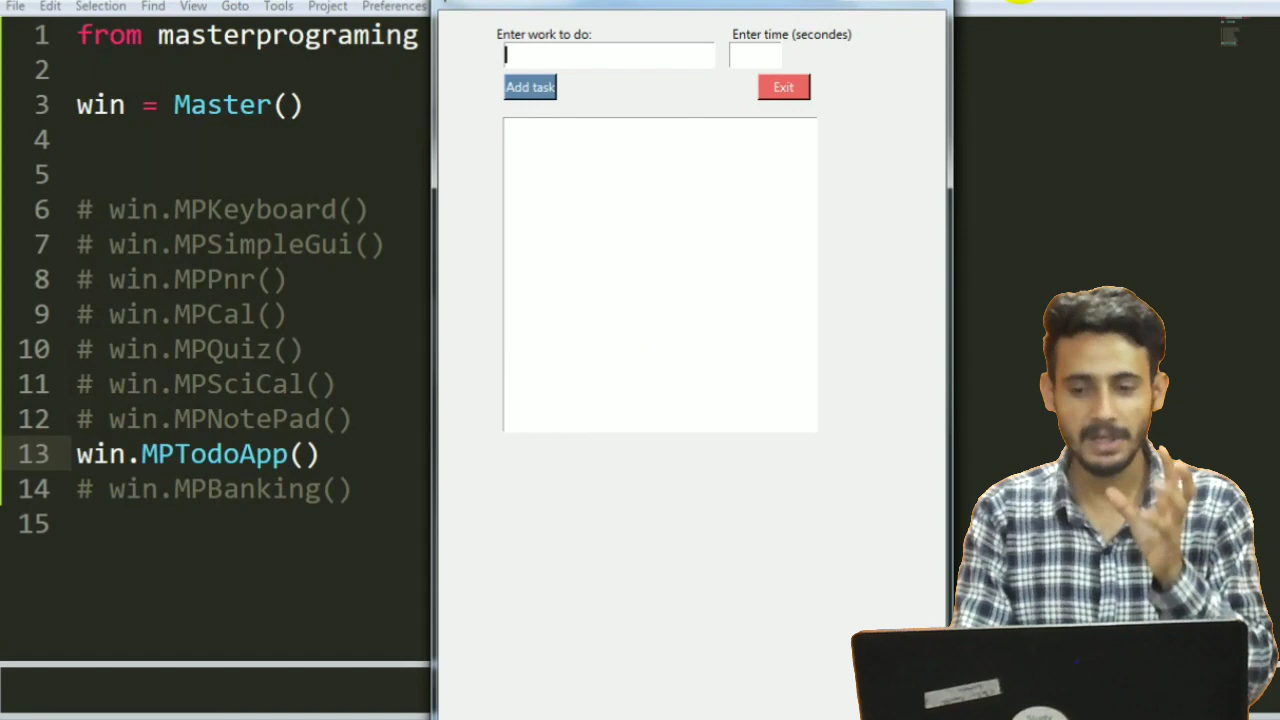 File Edit Selection Find View Goto Tools Project Preferences
1 from masterprograming
2
3 win = Master()
4
5
6 # win.MPKeyboard()
7 # win.MPSimpleGui()
8 # win.MPPnr()
9 # win.MPCal()
10 # win.MPQuiz()
11 # win.MPSciCal()
12 # win.MPNotePad()
13 win.MPTodoApp()
14 # win.MPBanking()
15
Enter work to do: Enter time (secondes)
Add task Exit
Study